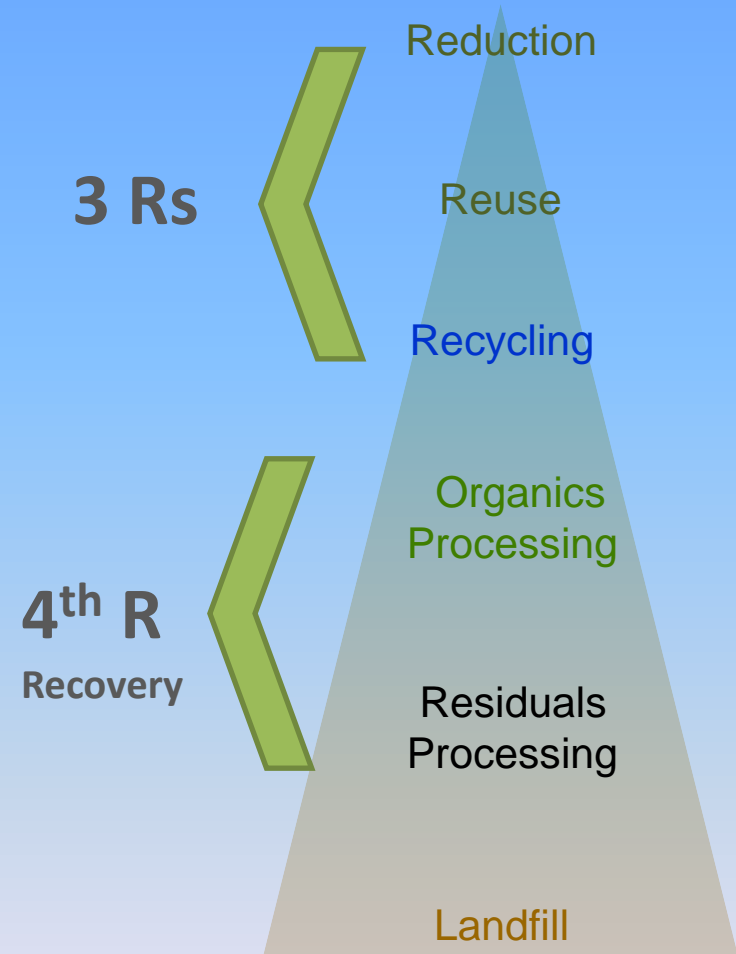 Reduction
3 Rs
Reuse
Recycling
Organics
Processing
4th R
Recovery
Residuals
Processing
Landfill